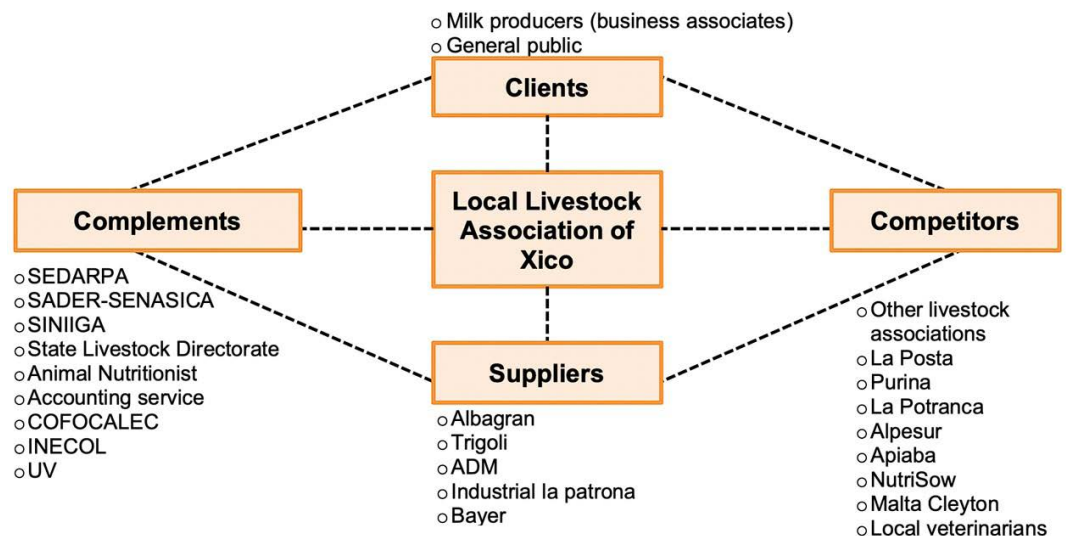 ○ Milk producers (business associates)
○ General public
Clients
Complements
Local Livestock
Association of
Xico
Competitors
○ SEDARPA
○ SADER-SENASICA
○ SINIIGA
○ State Livestock Directorate
○ Animal Nutritionist
○ Accounting service
○ COFOCALEC
○ INECOL
○ UV
Suppliers
○ Albagran
○ Trigoli
○ ADM
○ Industrial la patrona
○ Bayer
○ Other livestock
associations
○ La Posta
○ Purina
○ La Potranca
○ Alpesur
○ Apiaba
○ NutriSow
○ Malta Cleyton
○ Local veterinarians